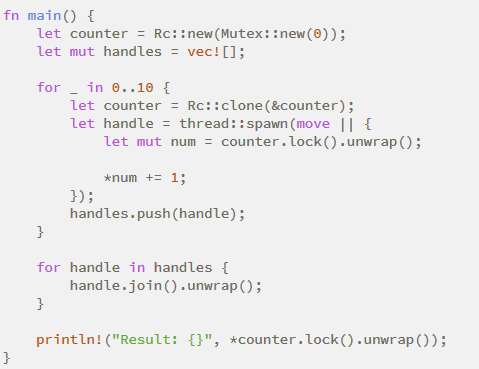 fn main() {
    let counter = Rc::new(Mutex::new(0));
    let mut handles = vec![];

    for _ in 0..10 {
        let counter = Rc::clone(&counter);
        let handle = thread::spawn(move || {
            let mut num = counter.lock().unwrap();

            *num += 1;
        });
        handles.push(handle);
    }

    for handle in handles {
        handle.join().unwrap();
    }

    println!("Result: {}", *counter.lock().unwrap());
}